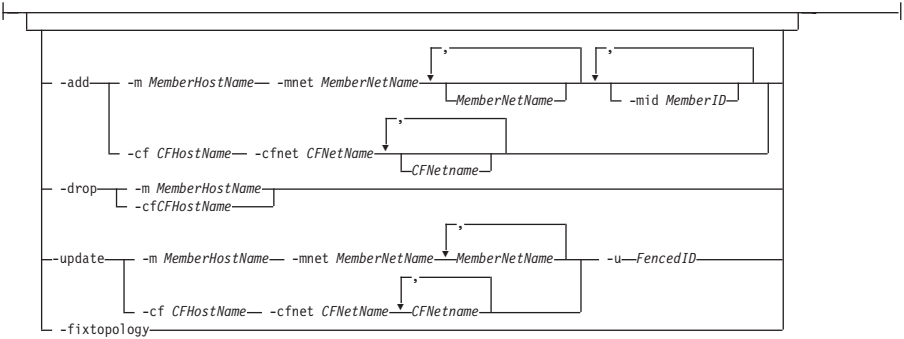 , ,
-add -m MemberHostName -mnet MemberNetName
MemberNetName -mid MemberID
,
-cf CFHostName -cfnet CFNetName
CFNetname
-drop -m MemberHostName
-cfCFHostName
,
-update -m MemberHostName -mnet MemberNetName MemberNetName -u FencedID
,
-cf CFHostName -cfnet CFNetName CFNetname
-fixtopology